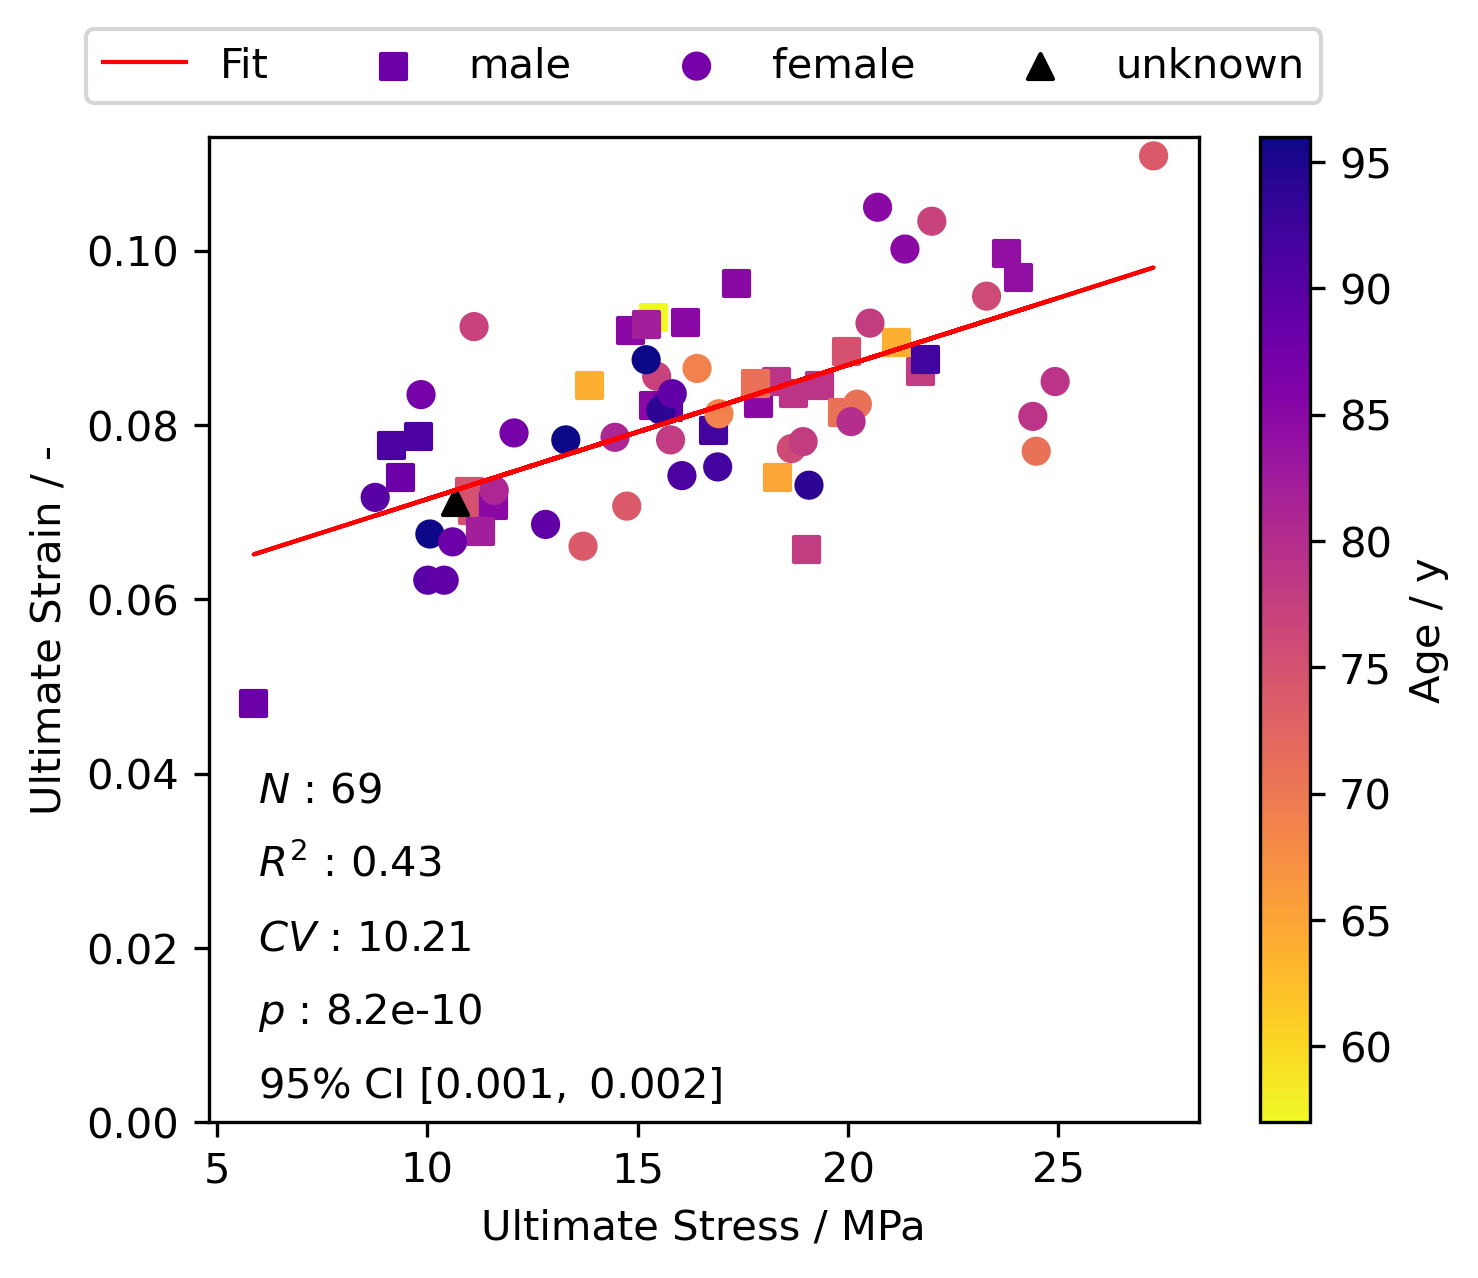 Fit male female unknown
0.10
0.08
0.06
0.04
0.02
0.00
Ultimate Strain / -
N : 69
R² : 0.43
CV : 10.21
p : 8.2e-10
95% CI [0.001, 0.002]
5 10 15 20 25
Ultimate Stress / MPa
95
90
85
80
75
70
65
60
Age / y